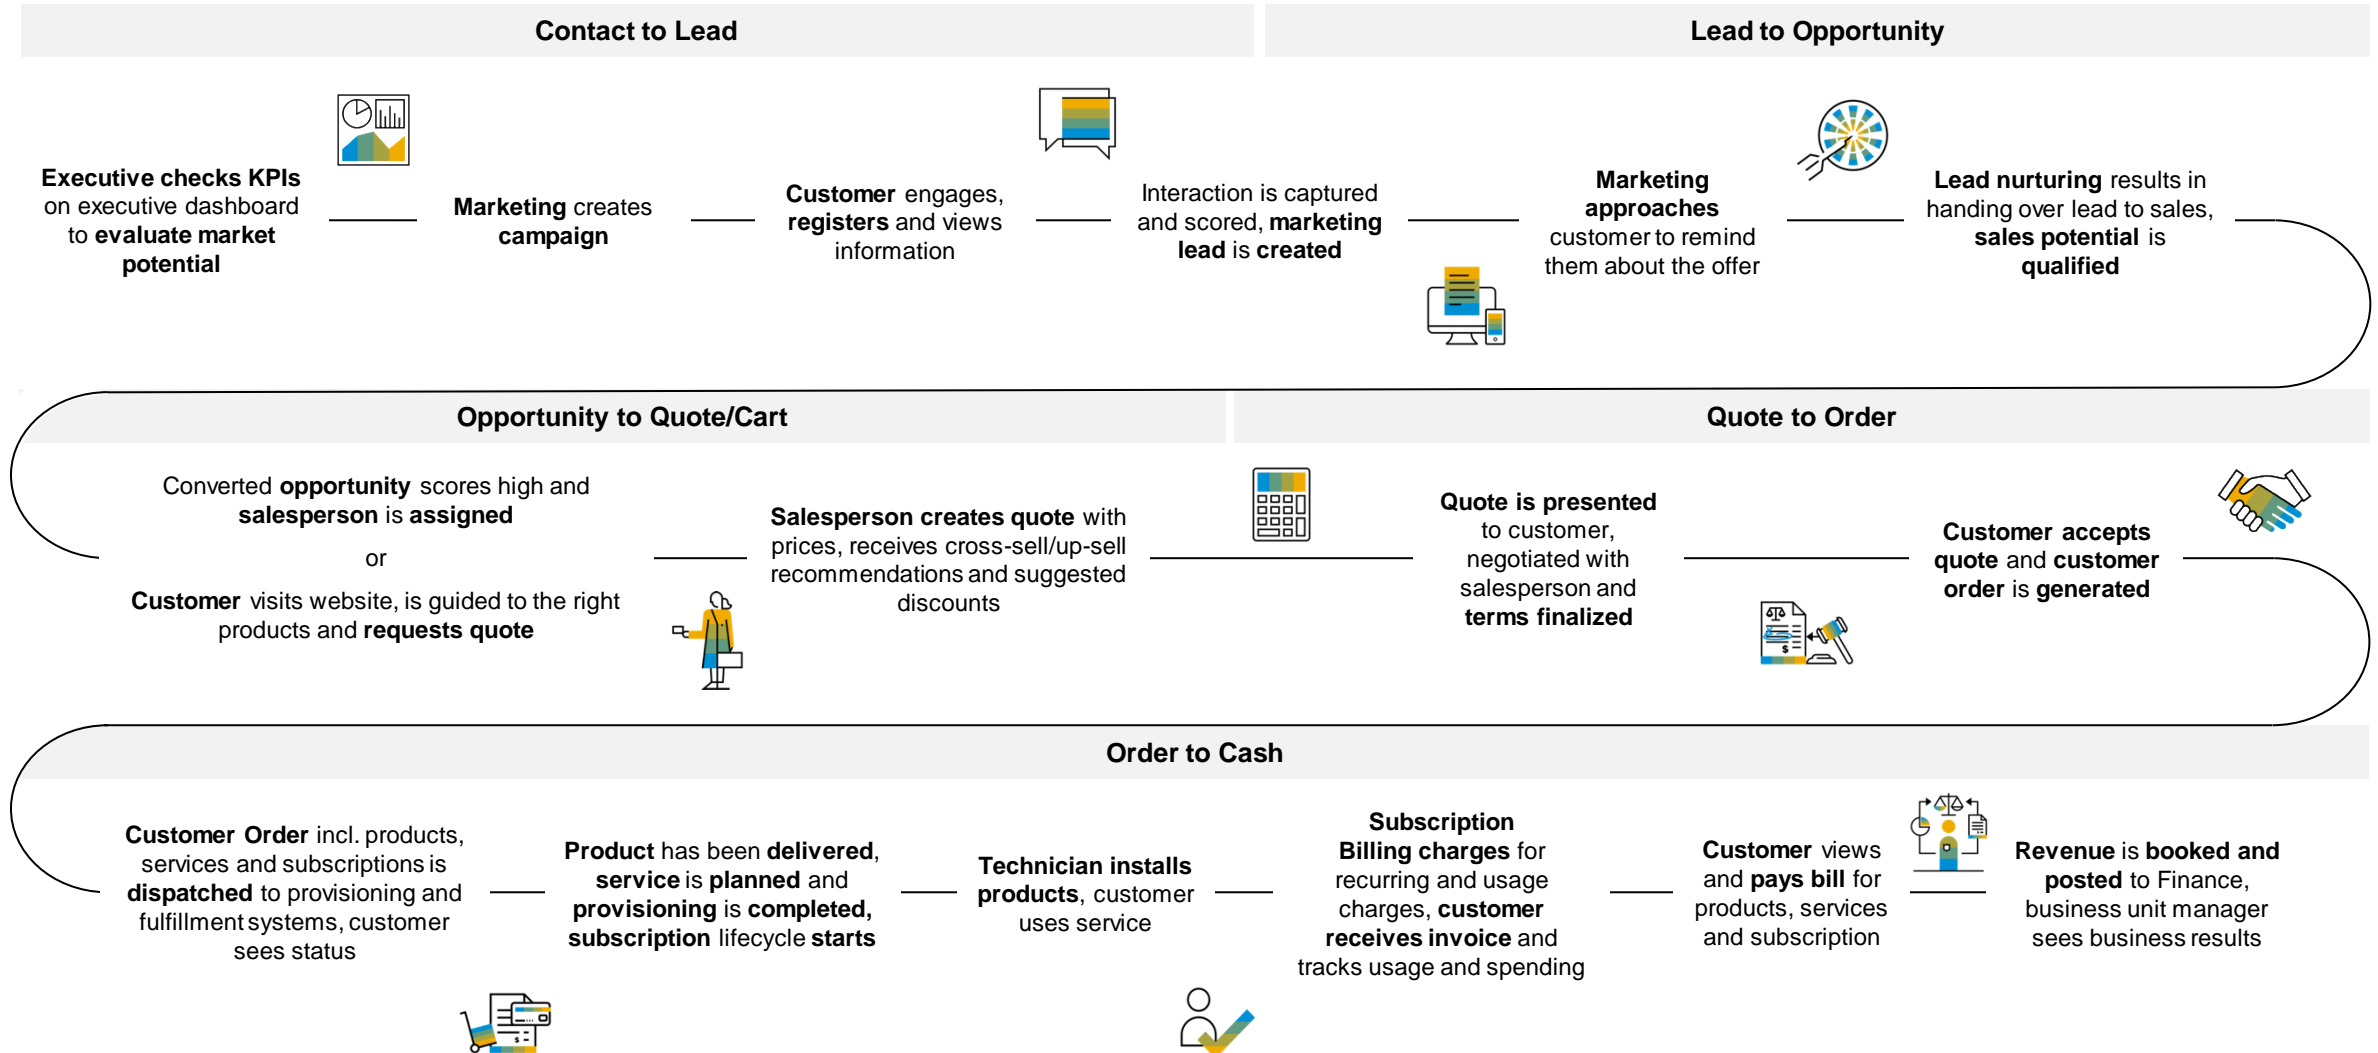 Contact to Lead
Lead to Opportunity
Executive checks KPIs
on executive dashboard
to evaluate market
potential
Marketing creates
campaign
Customer engages,
registers and views
information
Interaction is captured
and scored, marketing
lead is created
Marketing
approaches
customer to remind
them about the offer
Lead nurturing results in
handing over lead to sales,
sales potential is
qualified
Opportunity to Quote/Cart
Quote to Order
Converted opportunity scores high and
salesperson is assigned
or
Customer visits website, is guided to the right
products and requests quote
Salesperson creates quote with
prices, receives cross-sell/up-sell
recommendations and suggested
discounts
Quote is presented
to customer,
negotiated with
salesperson and
terms finalized
$
Customer accepts
quote and customer
order is generated
Order to Cash
Customer Order incl. products,
services and subscriptions is
dispatched to provisioning and
fulfillment systems, customer
sees status
$
Product has been delivered,
service is planned and
provisioning is completed,
subscription lifecycle starts
Technician installs
products, customer
uses service
Subscription
Billing charges for
recurring and usage
charges, customer
receives invoice and
tracks usage and spending
Customer views
and pays bill for
products, services
and subscription
Revenue is booked and
posted to Finance,
business unit manager
sees business results